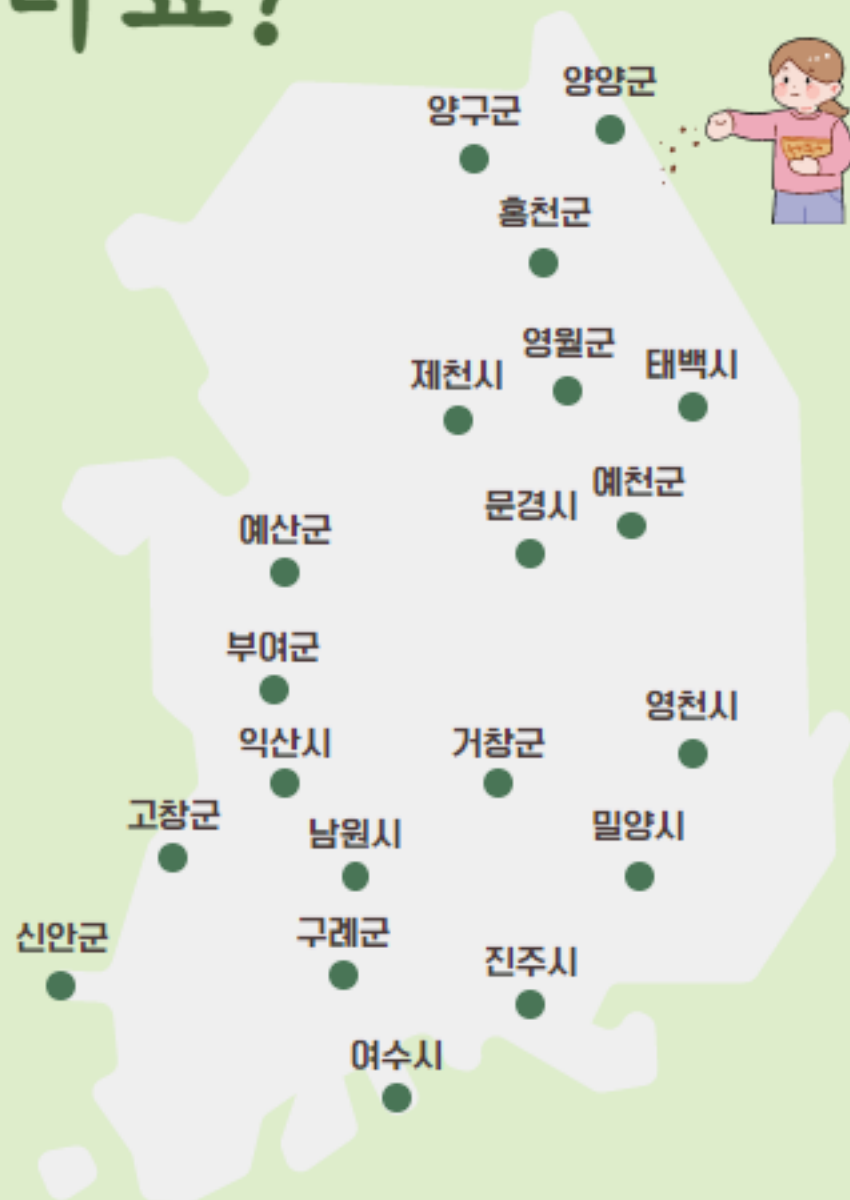 양양군
양구군
홍천군
영월군
태백시
제천시
예천군
문경시
예산군
부여군
영천시
익산시
거창군
고창군
밀양시
남원시
구례군
신안군
진주시
여수시